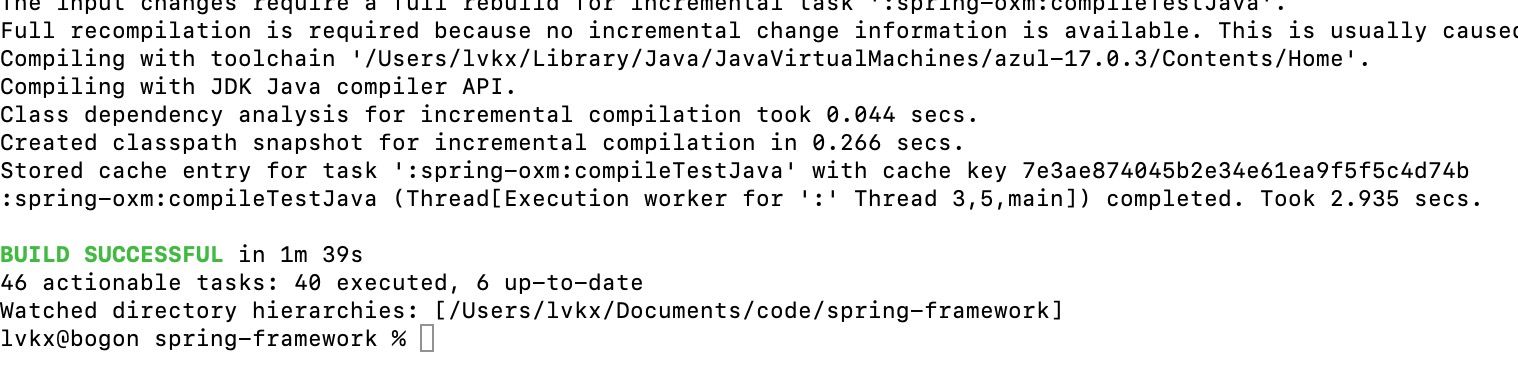 The input changes require a full rebuild for incremental task ':spring-oxm:compileTestJava'.
Full recompilation is required because no incremental change information is available. This is usually caused
Compiling with toolchain '/Users/lvkx/Library/Java/JavaVirtualMachines/azul-17.0.3/Contents/Home'.
Compiling with JDK Java compiler API.
Class dependency analysis for incremental compilation took 0.044 secs.
Created classpath snapshot for incremental compilation in 0.266 secs.
Stored cache entry for task ':spring-oxm:compileTestJava' with cache key 7e3ae874045b2e34e61ea9f5f5c4d74b
:spring-oxm:compileTestJava (Thread[Execution worker for ':' Thread 3,5,main]) completed. Took 2.935 secs.
BUILD SUCCESSFUL in 1m 39s
46 actionable tasks: 40 executed, 6 up-to-date
Watched directory hierarchies: [/Users/lvkx/Documents/code/spring-framework]
lvkx@bogon spring-framework %